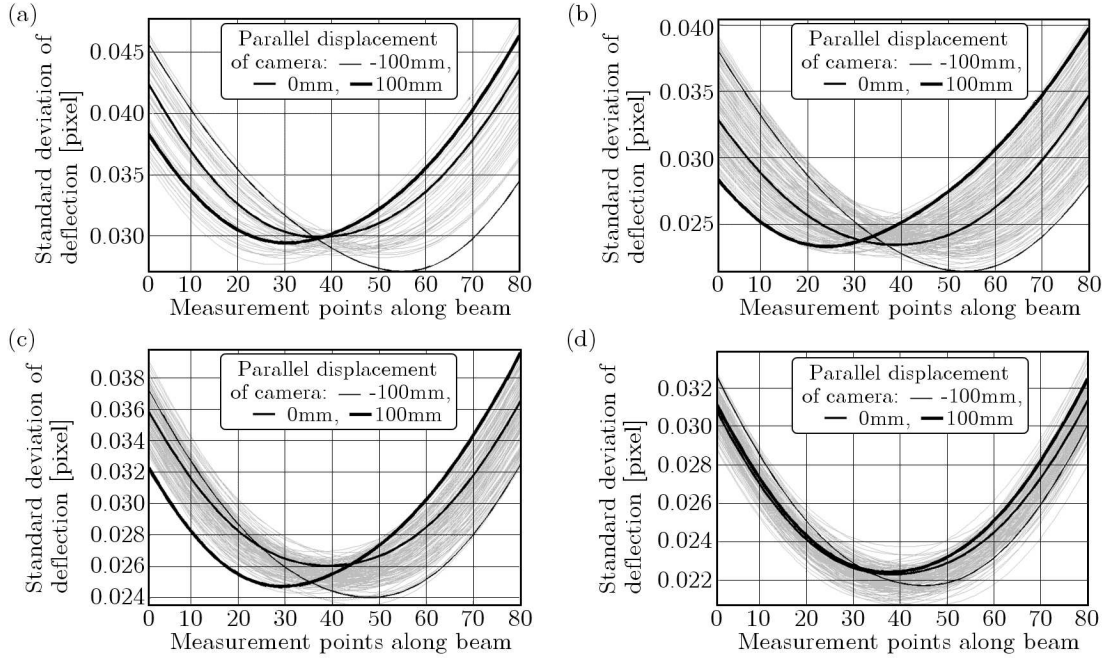 (a)
Standard deviation of
deflection [pixel]
0.045
0.040
0.035
0.030
Parallel displacement
of camera: -100mm,
0mm, 100mm
0 10 20 30 40 50 60 70 80
Measurement points along beam
(b)
Standard deviation of
deflection [pixel]
0.040
0.035
0.030
0.025
Parallel displacement
of camera: -100mm,
0mm, 100mm
0 10 20 30 40 50 60 70 80
Measurement points along beam
(c)
Standard deviation of
deflection [pixel]
0.038
0.036
0.034
0.032
0.030
0.028
0.026
0.024
Parallel displacement
of camera: -100mm,
0mm, 100mm
0 10 20 30 40 50 60 70 80
Measurement points along beam
(d)
Standard deviation of
deflection [pixel]
0.032
0.030
0.028
0.026
0.024
0.022
Parallel displacement
of camera: -100mm,
0mm, 100mm
0 10 20 30 40 50 60 70 80
Measurement points along beam